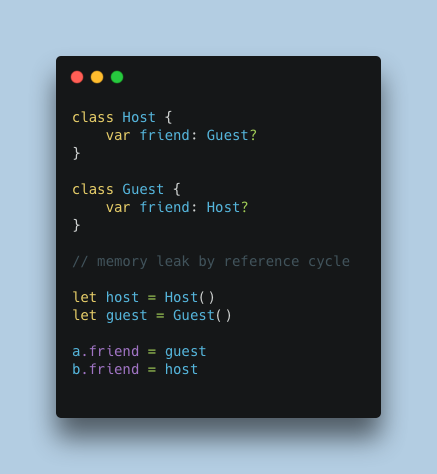 class Host {
    var friend: Guest?
}

class Guest {
    var friend: Host?
}

// memory leak by reference cycle

let host = Host()
let guest = Guest()

a.friend = guest
b.friend = host